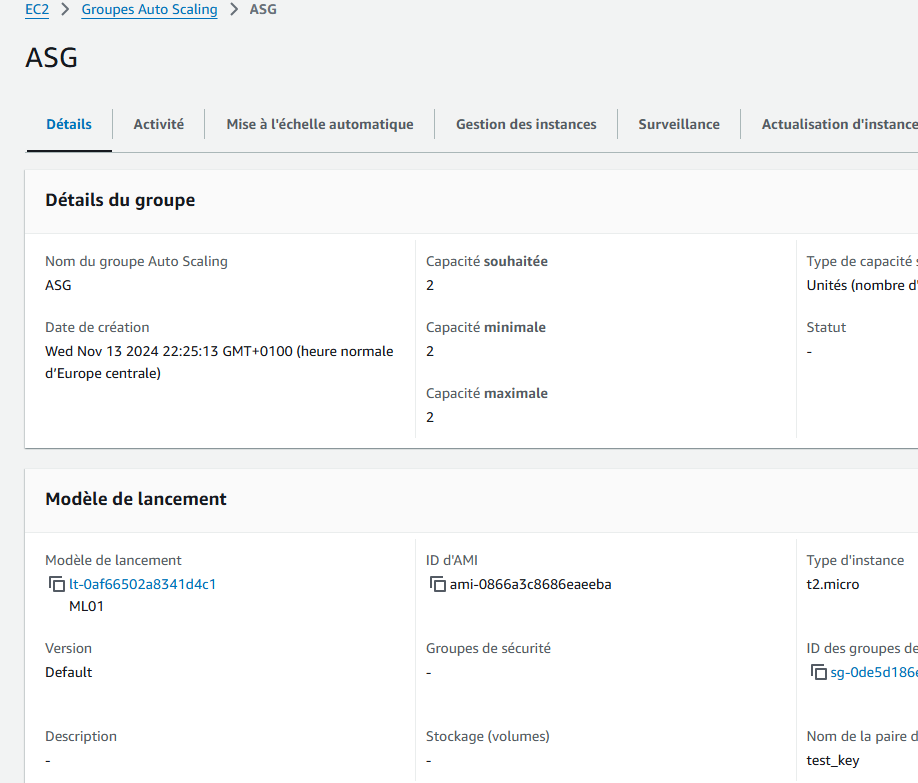 EC2 > Groupes Auto Scaling > ASG
ASG
Détails Activité Mise à l'échelle automatique Gestion des instances Surveillance Actualisation d'instance
Détails du groupe
Nom du groupe Auto Scaling
ASG
Date de création
Wed Nov 13 2024 22:25:13 GMT+0100 (heure normale
d’Europe centrale)
Capacité souhaitée
2
Capacité minimale
2
Capacité maximale
2
Type de capacité
Unités (nombre d'
Statut
-
Modèle de lancement
Modèle de lancement
lt-0af66502a8341d4c1
ML01
Version
Default
Description
-
ID d'AMI
ami-0866a3c8686eaeeba
Groupes de sécurité
-
Stockage (volumes)
-
Type d'instance
t2.micro
ID des groupes de
sg-0de5d186
Nom de la paire d
test_key